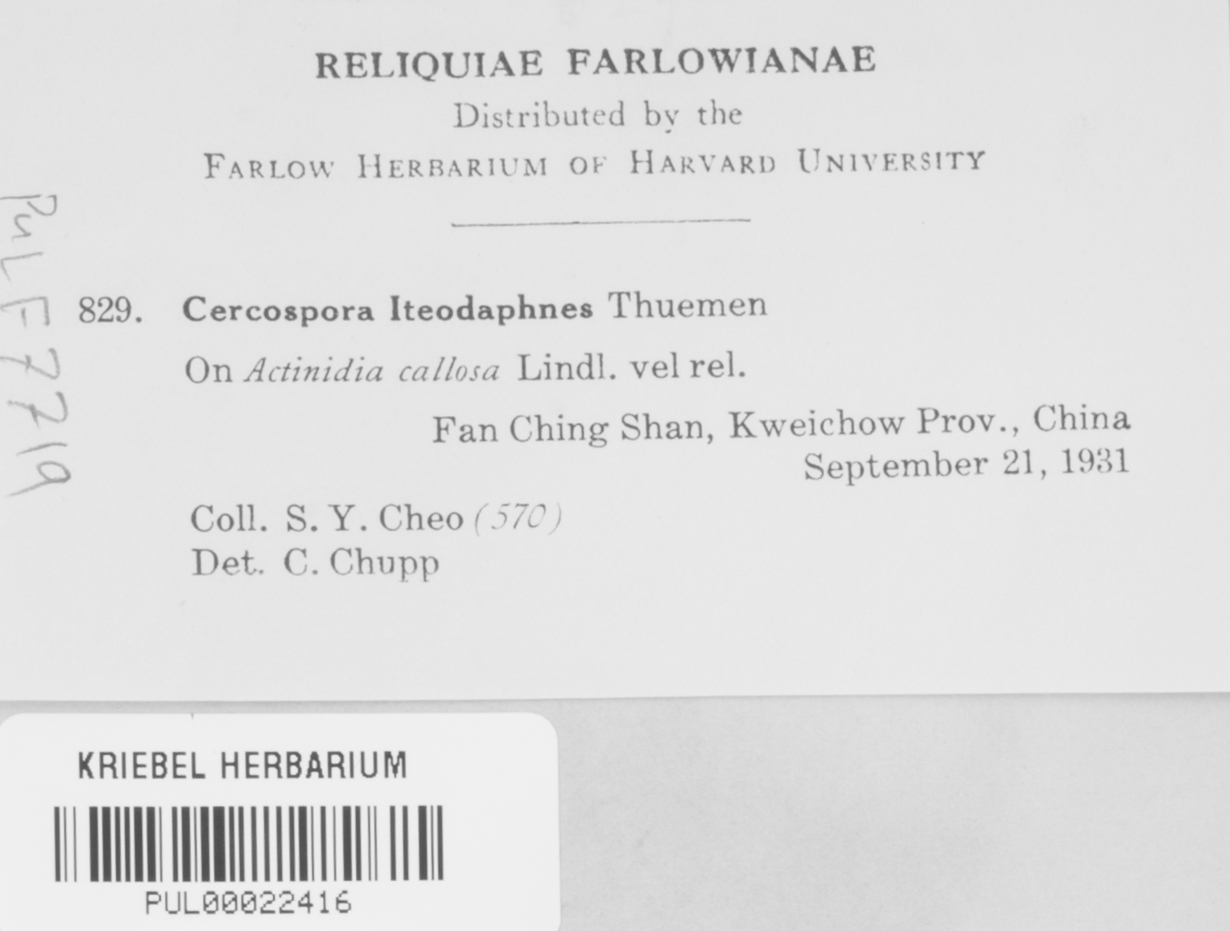 RELIQUIAE FARLOWIANAE
Distributed by the
FARLOW HERBARIUM OF HARVARD UNIVERSITY
PUL F7719
829. Cercospora Iteodaphnes Thuemen
On Actinidia callosa Lindl. vel rel.
Fan Ching Shan, Kweichow Prov., China
September 21, 1931
Coll. S. Y. Cheo (570)
Det. C. Chupp
KRIEBEL HERBARIUM
PUL00022416